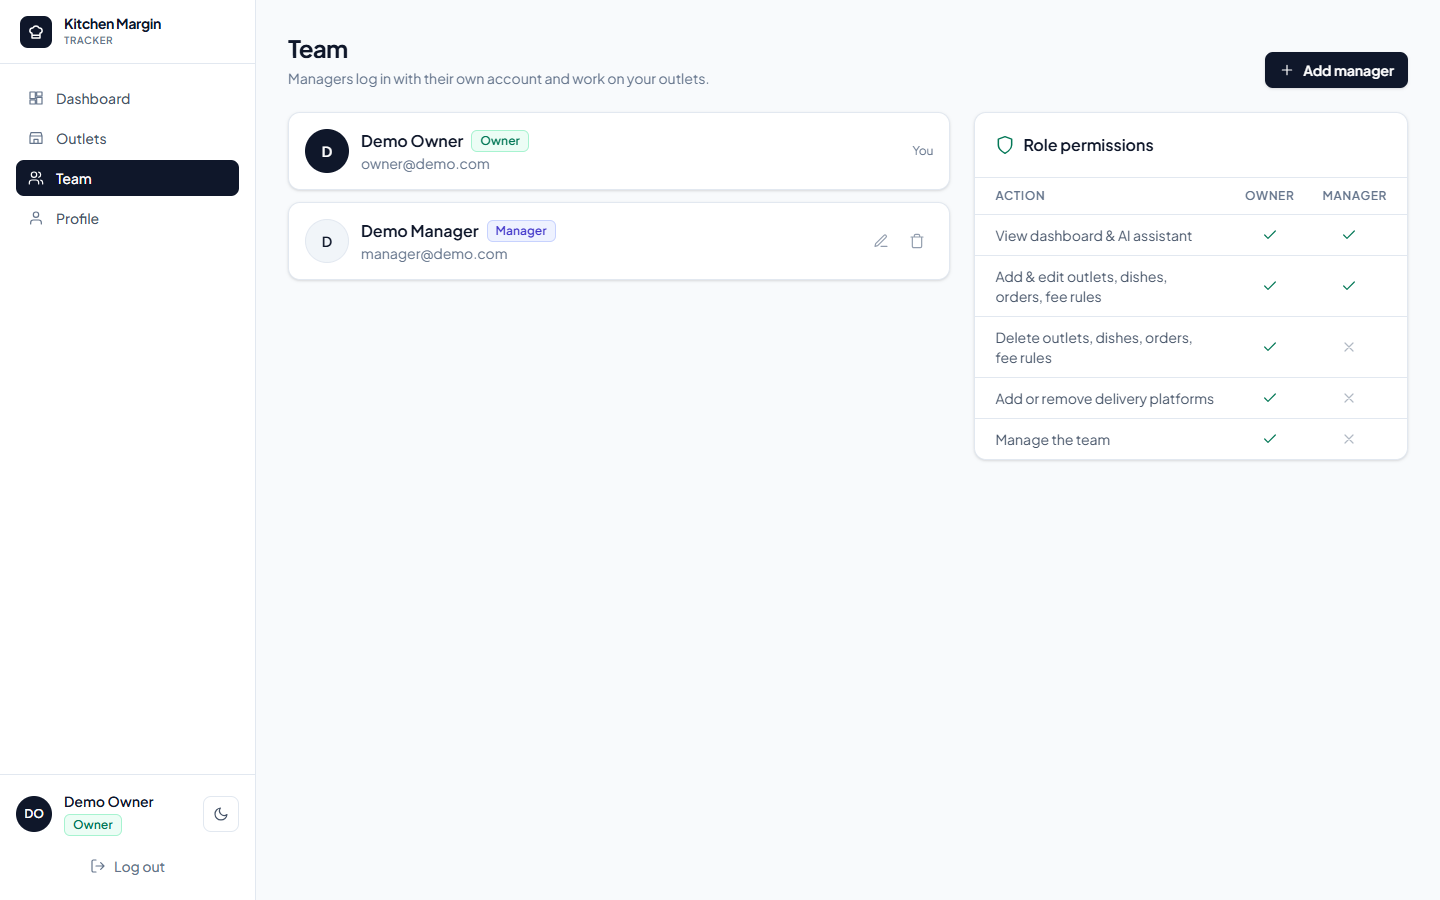 Kitchen Margin
TRACKER
Dashboard
Outlets
Team
Profile
DO
Demo Owner
Owner
Log out
Team
Managers log in with their own account and work on your outlets.
Add manager
D
Demo Owner Owner
owner@demo.com
You
D
Demo Manager Manager
manager@demo.com
Role permissions
ACTION OWNER MANAGER
View dashboard & AI assistant
Add & edit outlets, dishes,
orders, fee rules
Delete outlets, dishes, orders,
fee rules
Add or remove delivery platforms
Manage the team